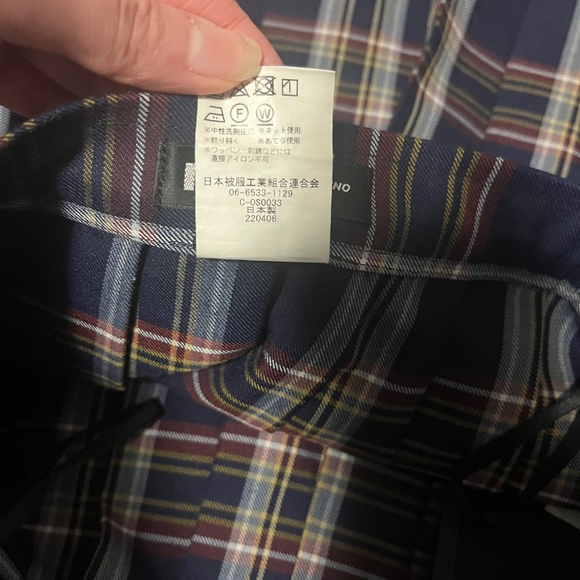 F W
※中性洗剤使用 ※ネット使用
※絞り弱く ※あて布使用
※ワッペン・刺繍などには
直接アイロン不可
日本被服工業組合連合会
06-6533-1129
C-0S0033
日本製
220406
NO